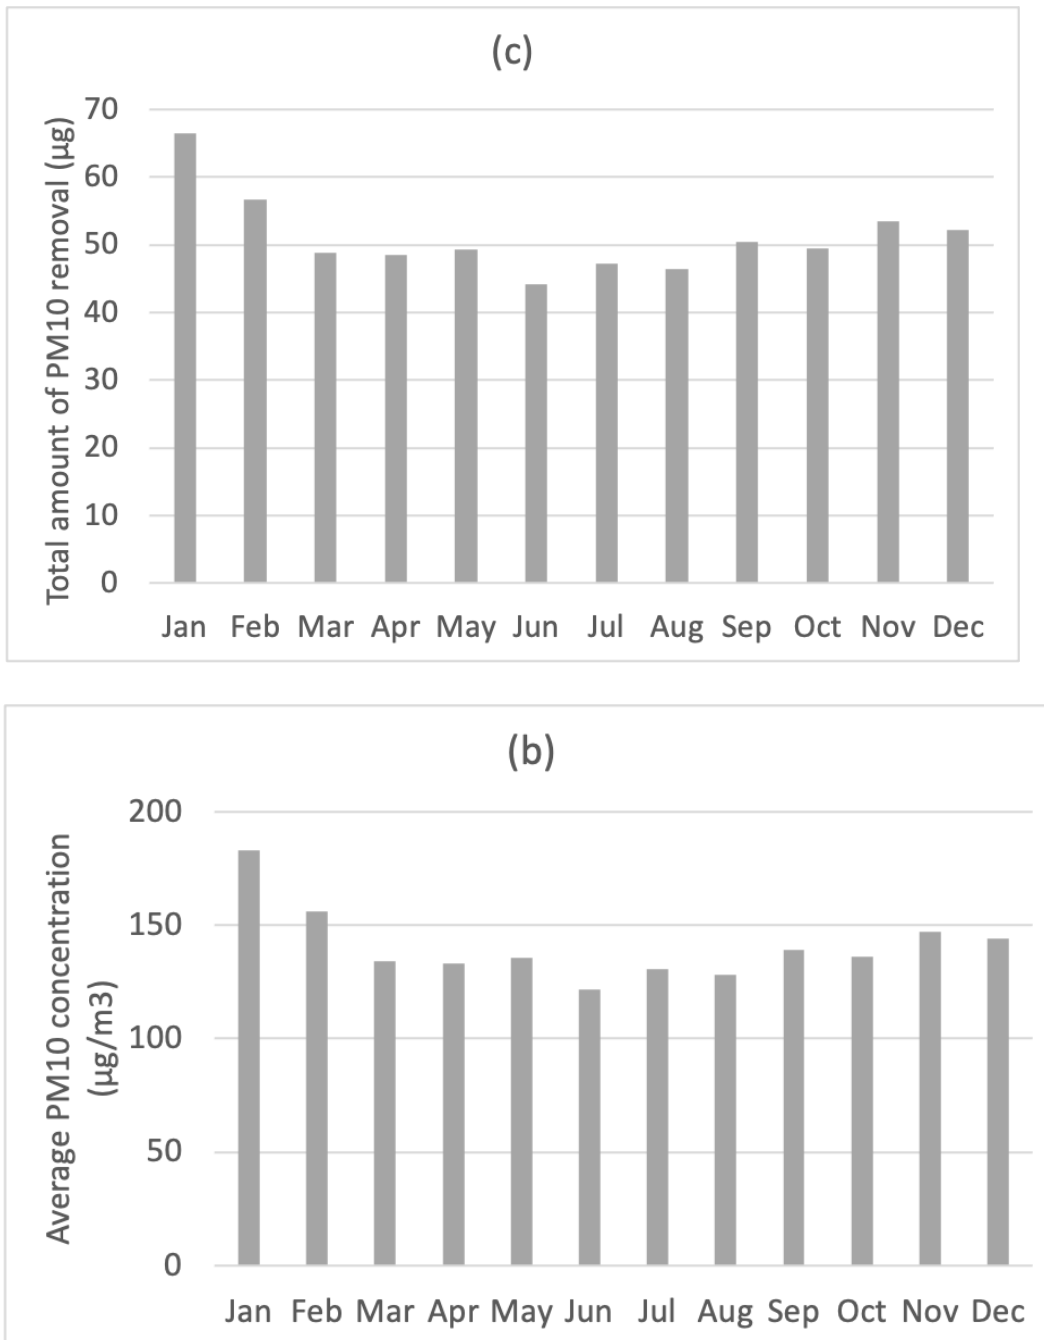 (c)
Total amount of PM10 removal (µg)
70
60
50
40
30
20
10
0
Jan Feb Mar Apr May Jun Jul Aug Sep Oct Nov Dec
(b)
Average PM10 concentration
(µg/m3)
200
150
100
50
0
Jan Feb Mar Apr May Jun Jul Aug Sep Oct Nov Dec